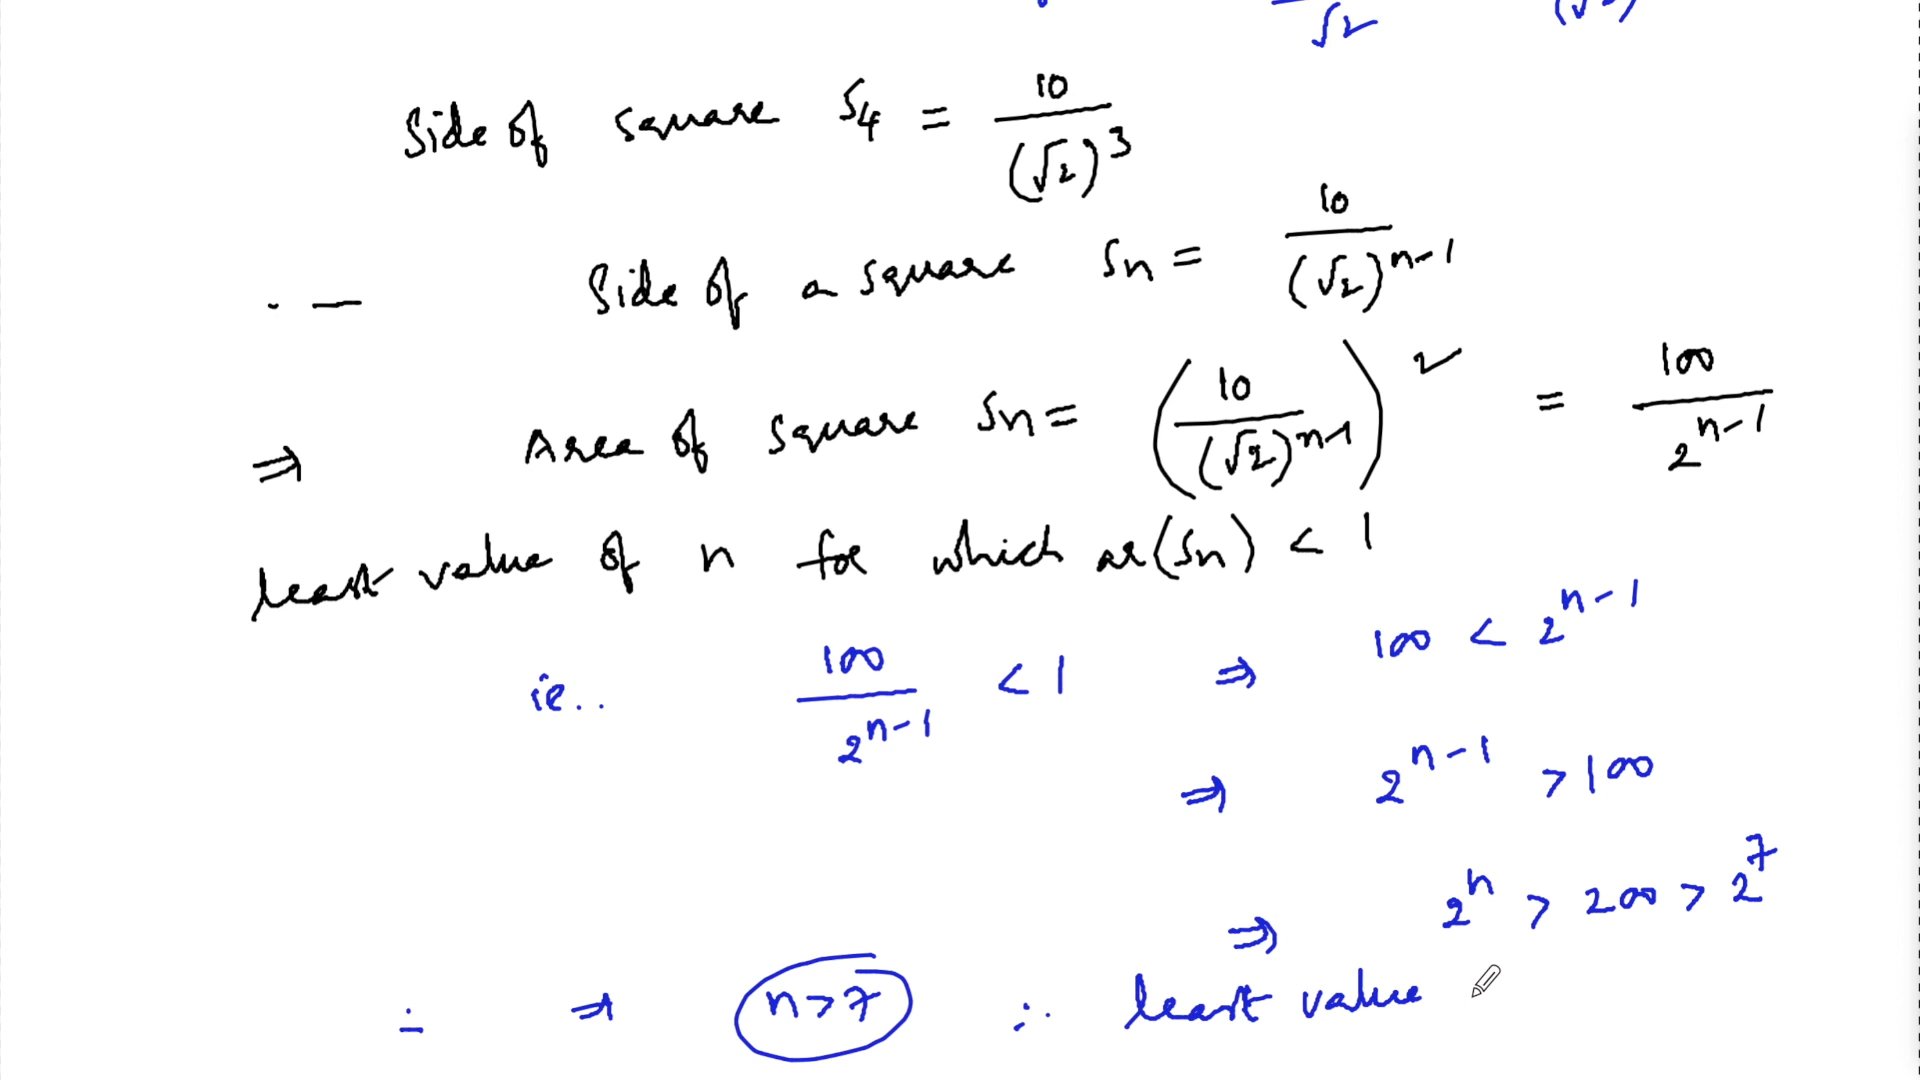 √2
Side of square S4 = 10/(√2)^3
. — Side of a square Sn = 10/(√2)^(n-1)
⇒ Area of square Sn = (10/(√2)^(n-1))^2 = 100/2^(n-1)
least value of n for which ar(Sn) < 1
ie.. 100/2^(n-1) < 1 ⇒ 100 < 2^(n-1)
⇒ 2^(n-1) > 100
⇒ 2^n > 200 > 2^7
⇒ n>7 ∴ least value